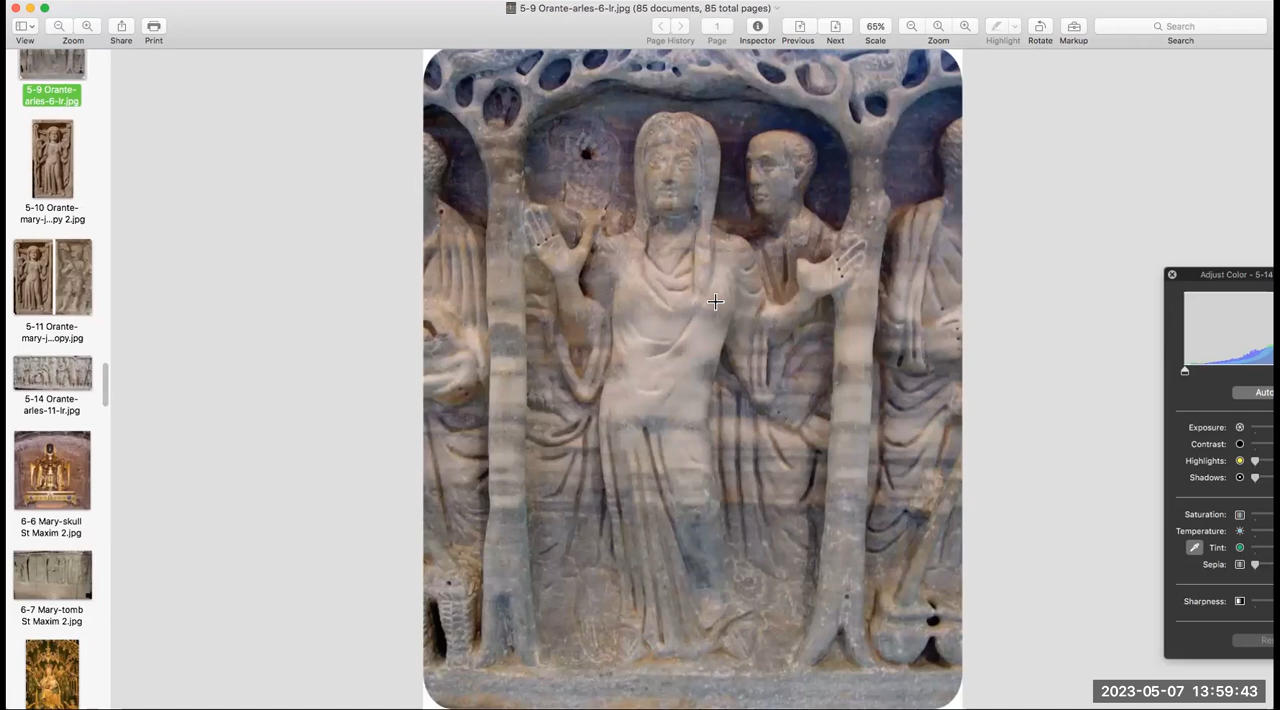 5-9 Orante-arles-6-lr.jpg (85 documents, 85 total pages)
View
Zoom
Share
Print
Page History
1
Page
Inspector
Previous
Next
65%
Scale
Zoom
Highlight
Rotate
Markup
Search
Search
5-9 Orante-
arles-6-lr.jpg
5-10 Orante-
mary-j...py 2.jpg
5-11 Orante-
mary-j...opy.jpg
5-14 Orante-
arles-11-lr.jpg
6-6 Mary-skull
St Maxim 2.jpg
6-7 Mary-tomb
St Maxim 2.jpg
Adjust Color - 5-14
Auto
Exposure:
Contrast:
Highlights:
Shadows:
Saturation:
Temperature:
Tint:
Sepia:
Sharpness:
Re
2023-05-07 13:59:43